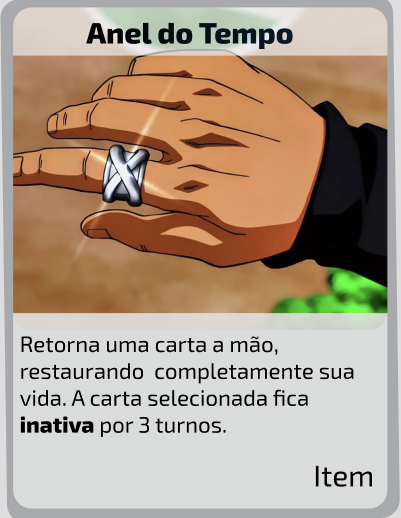 Anel do Tempo
Retorna uma carta a mão,
restaurando completamente sua
vida. A carta selecionada fica
inativa por 3 turnos.
Item